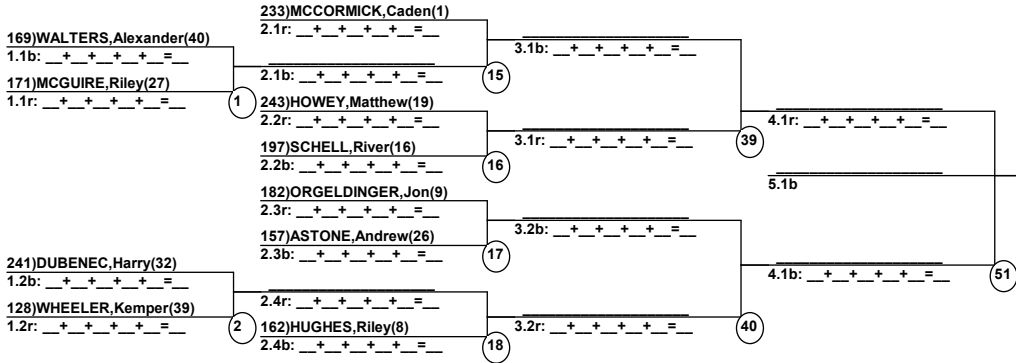 169)WALTERS,Alexander(40)
1.1b: __+__+__+__+__=__
171)MCGUIRE,Riley(27)
1.1r: __+__+__+__+__=__
1
241)DUBENEC,Harry(32)
1.2b: __+__+__+__+__=__
128)WHEELER,Kemper(39)
1.2r: __+__+__+__+__=__
2
233)MCCORMICK,Caden(1)
2.1r: __+__+__+__+__=__
2.1b: __+__+__+__+__=__
15
243)HOWEY,Matthew(19)
2.2r: __+__+__+__+__=__
197)SCHELL,River(16)
2.2b: __+__+__+__+__=__
16
182)ORGELDINGER,Jon(9)
2.3r: __+__+__+__+__=__
157)ASTONE,Andrew(26)
2.3b: __+__+__+__+__=__
17
2.4r: __+__+__+__+__=__
162)HUGHES,Riley(8)
2.4b: __+__+__+__+__=__
18
3.1b: __+__+__+__+__=__
3.1r: __+__+__+__+__=__
39
3.2b: __+__+__+__+__=__
3.2r: __+__+__+__+__=__
40
4.1r: __+__+__+__+__=__
5.1b
4.1b: __+__+__+__+__=__
51